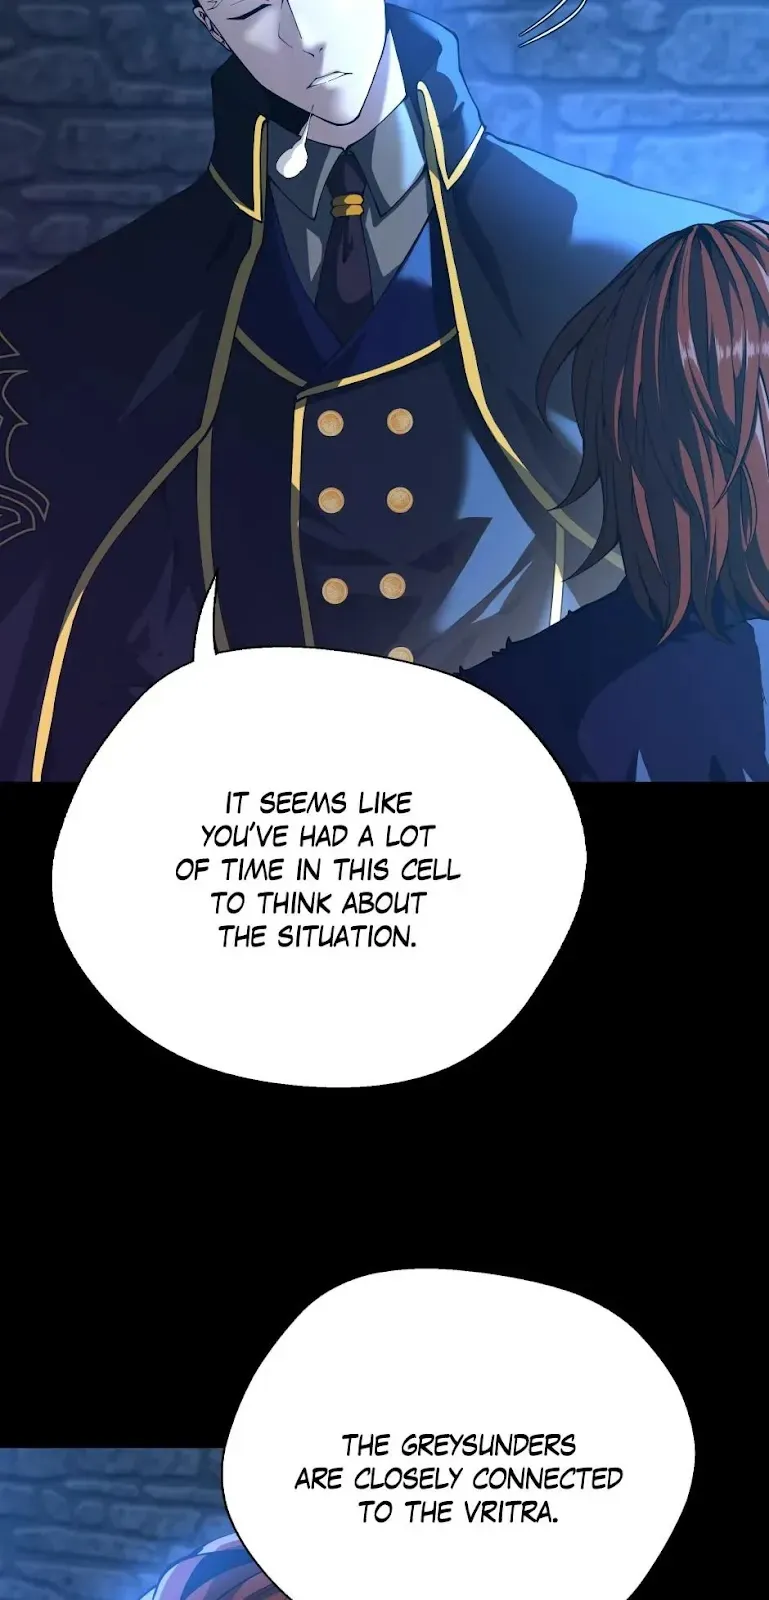 IT SEEMS LIKE
YOU'VE HAD A LOT
OF TIME IN THIS CELL
TO THINK ABOUT
THE SITUATION.
THE GREYSUNDERS
ARE CLOSELY CONNECTED
TO THE VRITRA.